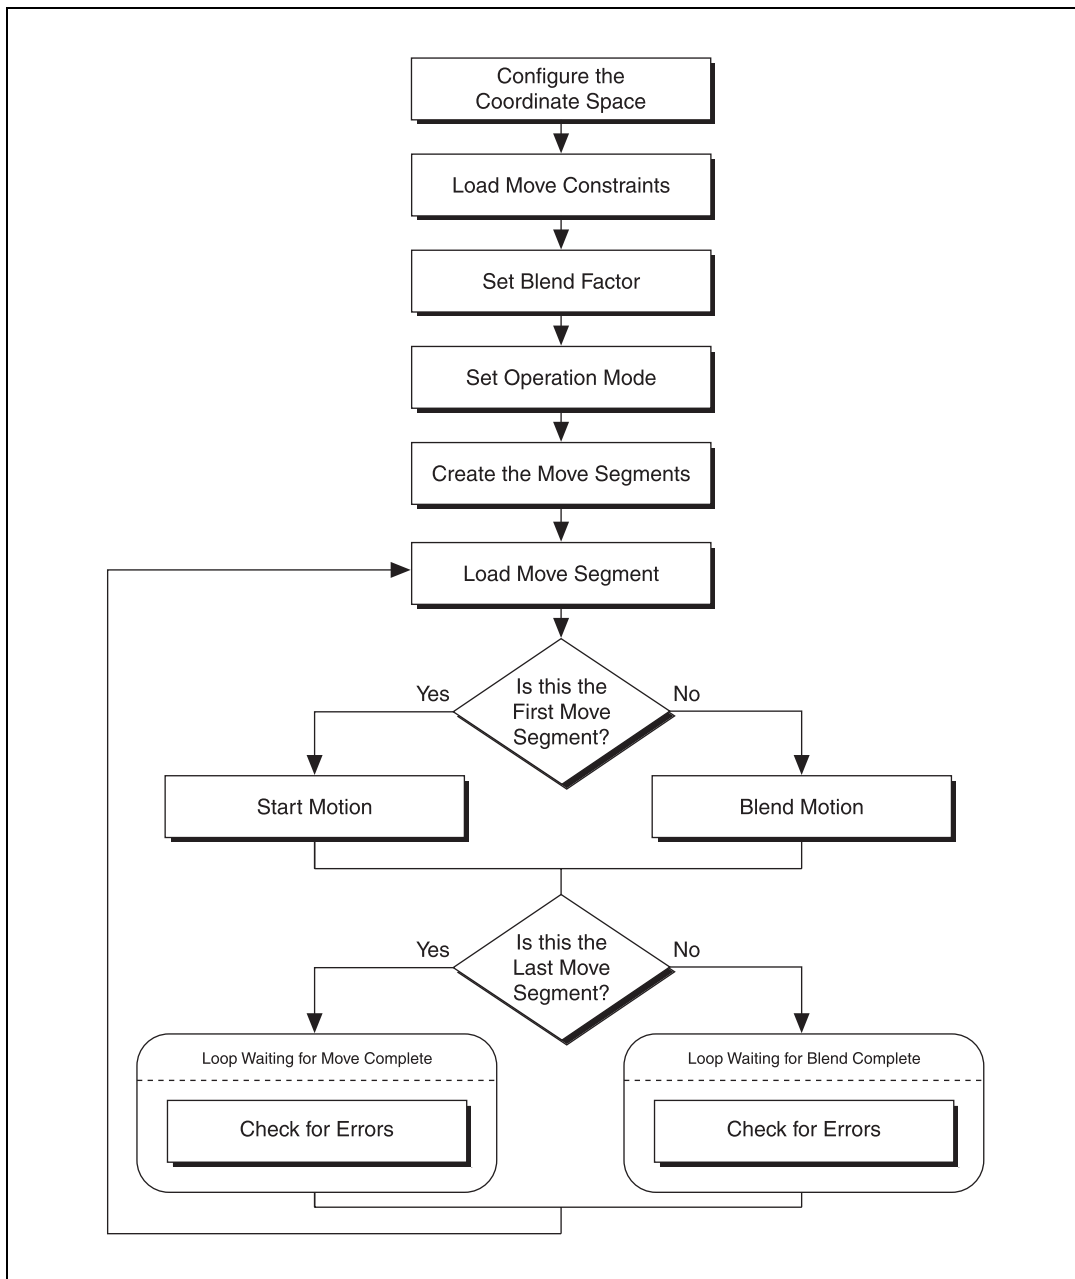 Configure the
Coordinate Space
Load Move Constraints
Set Blend Factor
Set Operation Mode
Create the Move Segments
Load Move Segment
Yes
Is this the
First Move
Segment?
No
Start Motion
Blend Motion
Yes
Is this the
Last Move
Segment?
No
Loop Waiting for Move Complete
Check for Errors
Loop Waiting for Blend Complete
Check for Errors